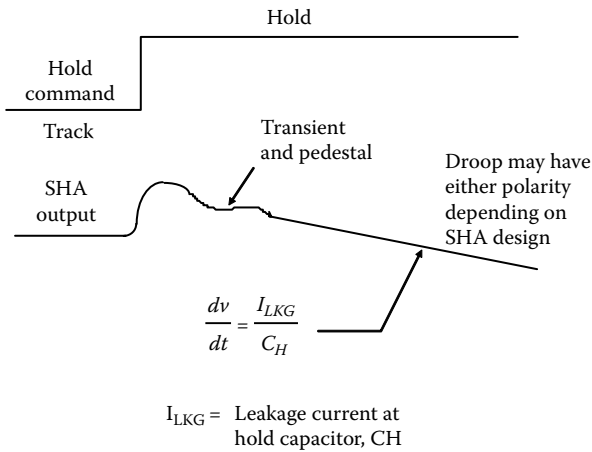 Hold
Hold
command
Track
Transient
and pedestal
Droop may have
either polarity
depending on
SHA design
SHA
output
dv/dt = I_LKG/C_H
I_LKG = Leakage current at
hold capacitor, CH